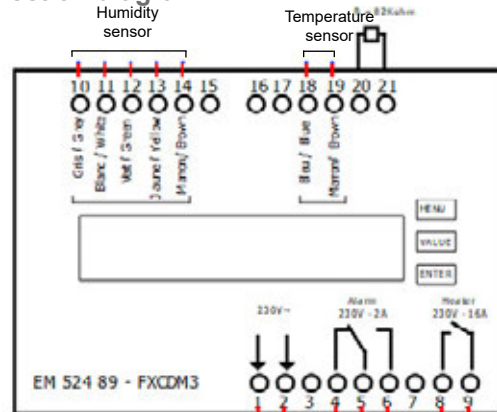 Humidity
sensor
Temperature
sensor
82Kohm
10 11 12 13 14 15 16 17 18 19 20 21
Gris / Grey
Blanc / White
Vert / Green
Jaune / Yellow
Marron / Brown
Bleu / Blue
Marron / Brown
MENU
VALUE
ENTER
230V~
Alarm
230V - 2A
Heater
230V - 16A
EM 524 89 - FXCDM3
1 2 3 4 5 6 7 8 9